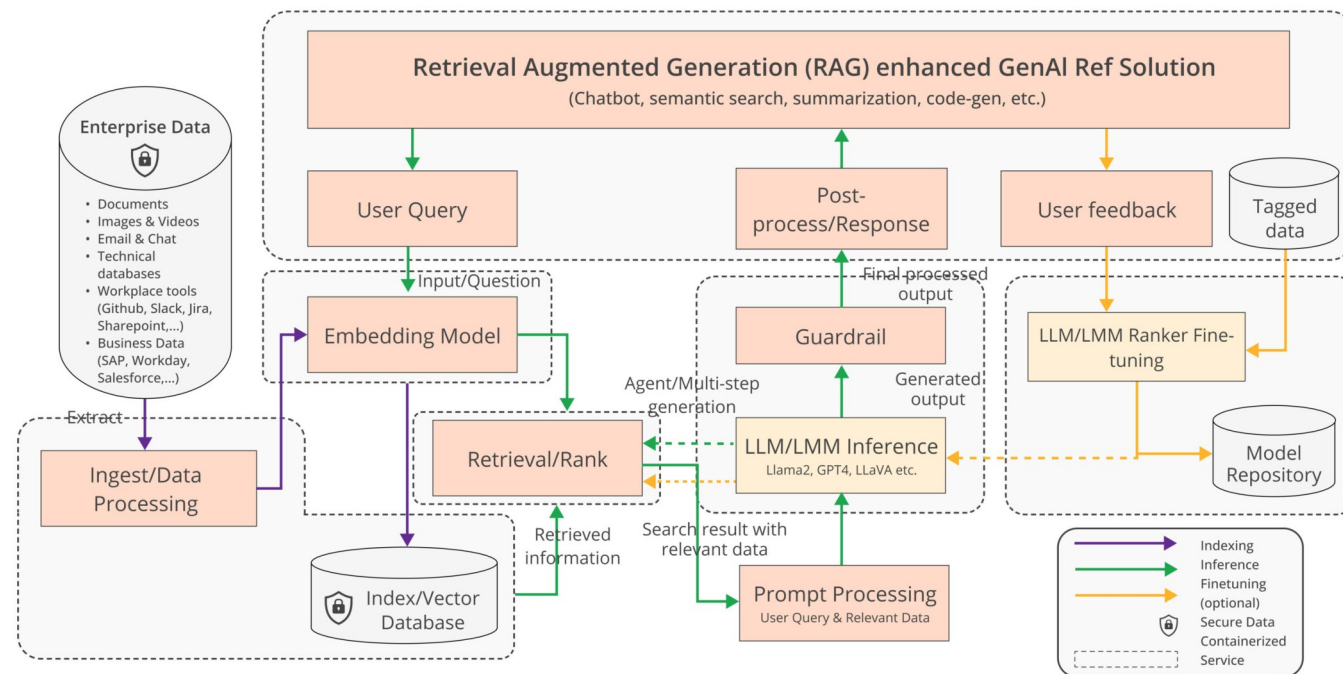 Retrieval Augmented Generation (RAG) enhanced GenAI Ref Solution
(Chatbot, semantic search, summarization, code-gen, etc.)
Enterprise Data
• Documents
• Images & Videos
• Email & Chat
• Technical
databases
• Workplace tools
(Github, Slack, Jira,
Sharepoint,...)
• Business Data
(SAP, Workday,
Salesforce,...)
User Query
Post-
process/Response
User feedback
Tagged
data
Input/Question
Final processed
output
Embedding Model
Guardrail
LLM/LMM Ranker Fine-
tuning
Agent/Multi-step
generation
Generated
output
Extract
Ingest/Data
Processing
Retrieval/Rank
LLM/LMM Inference
Llama2, GPT4, LLaVA etc.
Model
Repository
Retrieved
information
Search result with
relevant data
Index/Vector
Database
Prompt Processing
User Query & Relevant Data
Indexing
Inference
Finetuning
(optional)
Secure Data
Containerized
Service